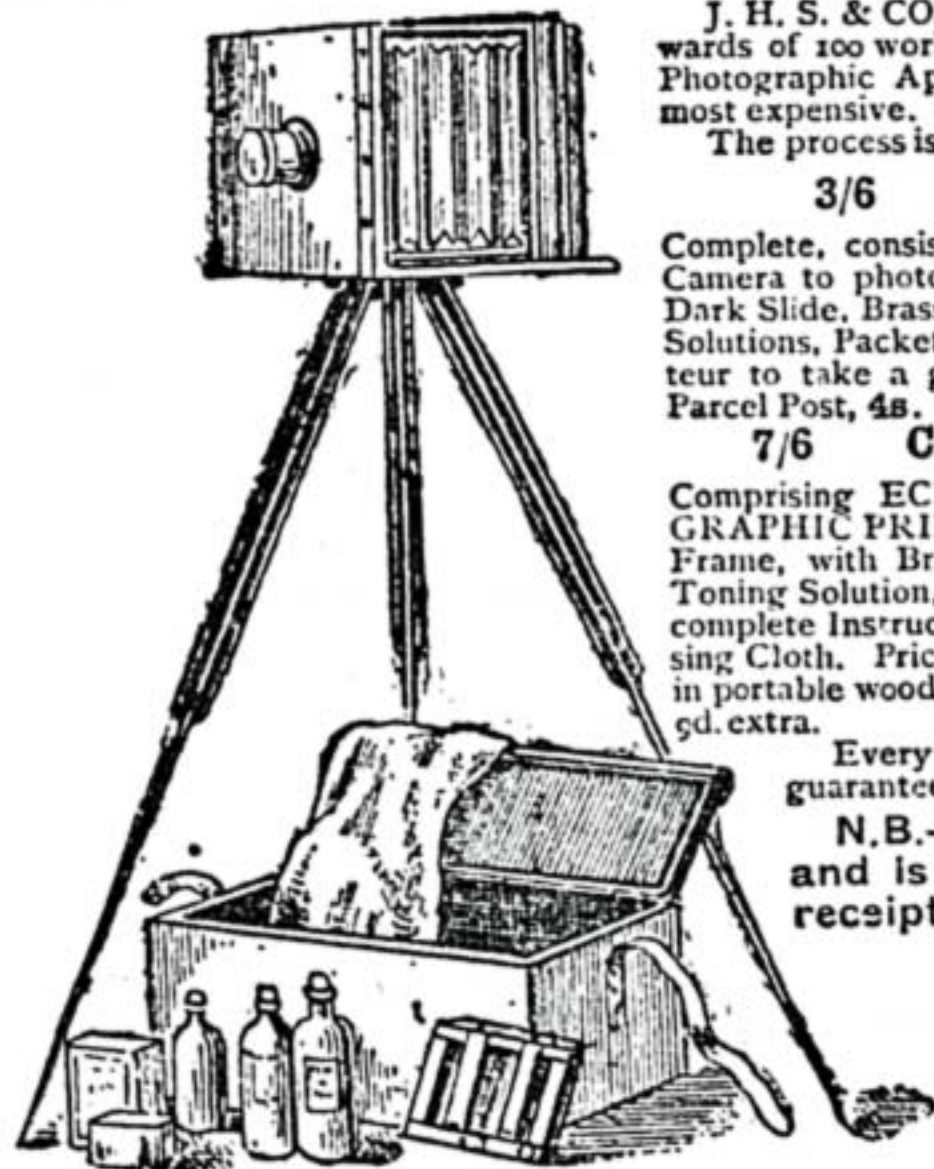 J. H. S. & CO
wards of 100 wor
Photographic Ap
most expensive.
The process is
3/6
Complete, consis
Camera to photo
Dark Slide, Bras
Solutions, Packet
teur to take a g
Parcel Post, 4s.
7/6 C
Comprising EC
GRAPHIC PRI
Frame, with Br
Toning Solution,
complete Instruc
sing Cloth. Pric
in portable wood
9d. extra.
Every
guarantee
N.B.-
and is
receipt